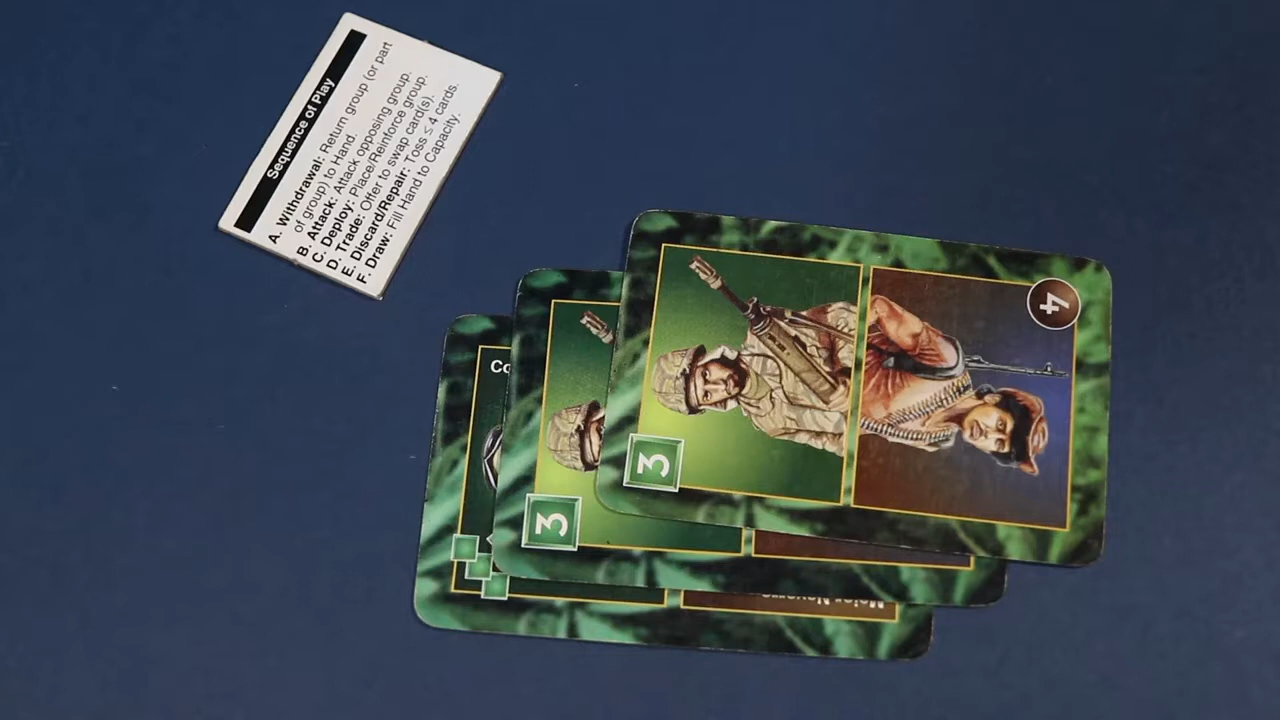 Sequence of Play
A. Withdrawal: Return group (or part
of group) to Hand.
B. Attack: Attack opposing group.
C. Deploy: Place/Reinforce group.
D. Trade: Offer to swap card(s).
E. Discard/Repair: Toss ≤ 4 cards.
F. Draw: Fill Hand to Capacity.
Co
3
3
4
Major